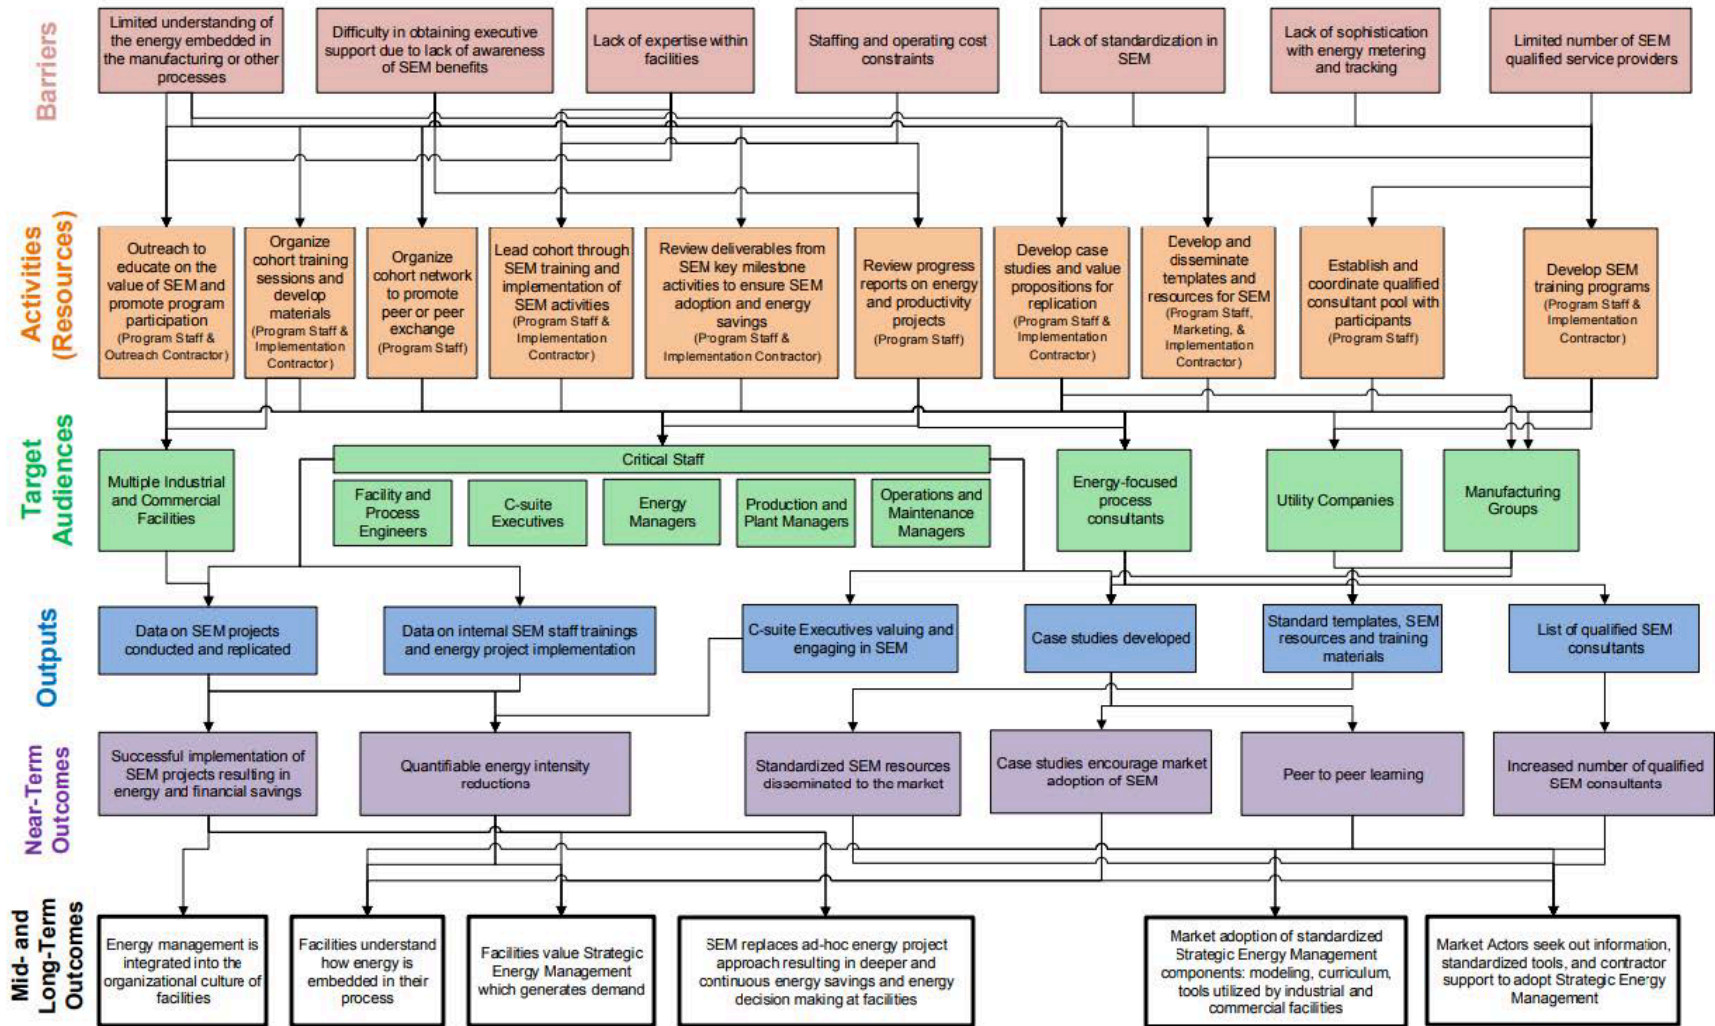 Barriers
Limited understanding of
the energy embedded in
the manufacturing or other
processes
Difficulty in obtaining executive
support due to lack of awareness
of SEM benefits
Lack of expertise within
facilities
Staffing and operating cost
constraints
Lack of standardization in
SEM
Lack of sophistication
with energy metering
and tracking
Limited number of SEM
qualified service providers
Activities
(Resources)
Outreach to
educate on the
value of SEM and
promote program
participation
(Program Staff &
Outreach Contractor)
Organize
cohort training
sessions and
develop
materials
(Program Staff &
Implementation
Contractor)
Organize
cohort network
to promote
peer or peer
exchange
(Program Staff)
Lead cohort through
SEM training and
implementation of
SEM activities
(Program Staff &
Implementation
Contractor)
Review deliverables from
SEM key milestone
activities to ensure SEM
adoption and energy
savings
(Program Staff &
Implementation Contractor)
Review progress
reports on energy
and productivity
projects
(Program Staff)
Develop case
studies and value
propositions for
replication
(Program Staff &
Implementation
Contractor)
Develop and
disseminate
templates and
resources for SEM
(Program Staff,
Marketing, &
Implementation
Contractor)
Establish and
coordinate qualified
consultant pool with
participants
(Program Staff)
Develop SEM
training programs
(Program Staff &
Implementation
Contractor)
Target
Audiences
Multiple Industrial
and Commercial
Facilities
Critical Staff
Facility and
Process
Engineers
C-suite
Executives
Energy
Managers
Production and
Plant Managers
Operations and
Maintenance
Managers
Energy-focused
process
consultants
Utility Companies
Manufacturing
Groups
Outputs
Data on SEM projects
conducted and replicated
Data on internal SEM staff trainings
and energy project implementation
C-suite Executives valuing and
engaging in SEM
Case studies developed
Standard templates, SEM
resources and training
materials
List of qualified SEM
consultants
Near-Term
Outcomes
Successful implementation of
SEM projects resulting in
energy and financial savings
Quantifiable energy intensity
reductions
Standardized SEM resources
disseminated to the market
Case studies encourage market
adoption of SEM
Peer to peer learning
Increased number of qualified
SEM consultants
Mid- and
Long-Term
Outcomes
Energy management is
integrated into the
organizational culture of
facilities
Facilities understand
how energy is
embedded in their
process
Facilities value Strategic
Energy Management
which generates demand
SEM replaces ad-hoc energy project
approach resulting in deeper and
continuous energy savings and energy
decision making at facilities
Market adoption of standardized
Strategic Energy Management
components: modeling, curriculum,
tools utilized by industrial and
commercial facilities
Market Actors seek out information,
standardized tools, and contractor
support to adopt Strategic Energy
Management